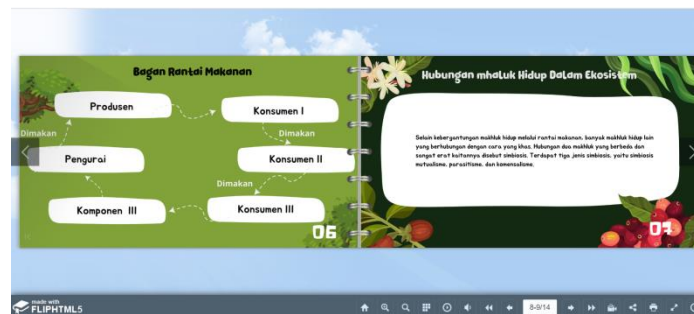 Bagan Rantai Makanan
Produsen
Konsumen I
Dimakan
Dimakan
Pengurai
Konsumen II
Dimakan
Komponen III
Konsumen III
06
Hubungan mhaLuk Hidup DaLam Ekosistem
Selain kebergantungan makhluk hidup melalui rantai makanan, banyak makhluk hidup lain
yang berhubungan dengan cara yang khas. Hubungan dua makhluk yang berbeda dan
sangat erat kaitannya disebut simbiosis. Terdapat tiga jenis simbiosis, yaitu simbiosis
mutualisme, parasitisme, dan komensalisme.
07
made with
FLIPHTML5
8-9/14